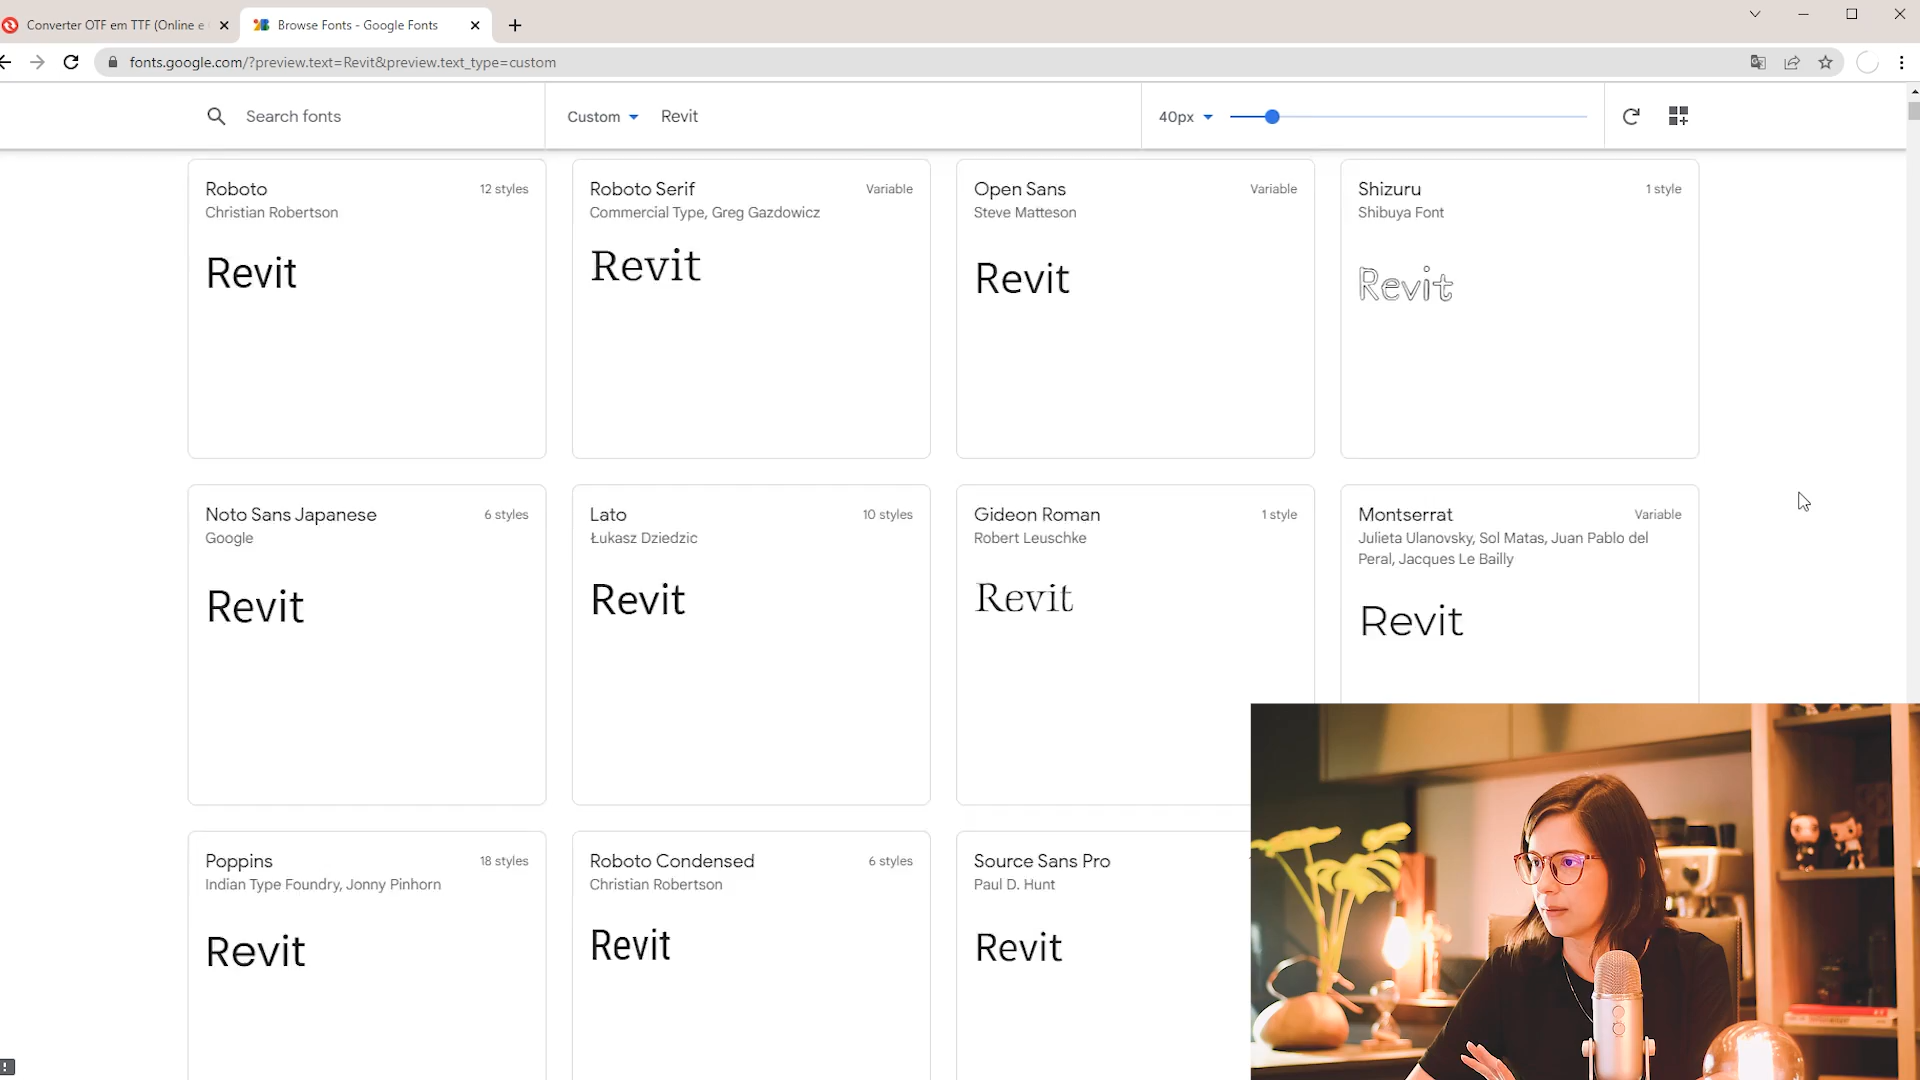 Converter OTF em TTF (Online e
Browse Fonts - Google Fonts
fonts.google.com/?preview.text=Revit&preview.text_type=custom
Search fonts
Custom
Revit
40px
Roboto
12 styles
Christian Robertson
Revit
Roboto Serif
Variable
Commercial Type, Greg Gazdowicz
Revit
Open Sans
Variable
Steve Matteson
Revit
Shizuru
1 style
Shibuya Font
Revit
Noto Sans Japanese
6 styles
Google
Revit
Lato
10 styles
Łukasz Dziedzic
Revit
Gideon Roman
1 style
Robert Leuschke
Revit
Montserrat
Variable
Julieta Ulanovsky, Sol Matas, Juan Pablo del
Peral, Jacques Le Bailly
Revit
Poppins
18 styles
Indian Type Foundry, Jonny Pinhorn
Revit
Roboto Condensed
6 styles
Christian Robertson
Revit
Source Sans Pro
Paul D. Hunt
Revit